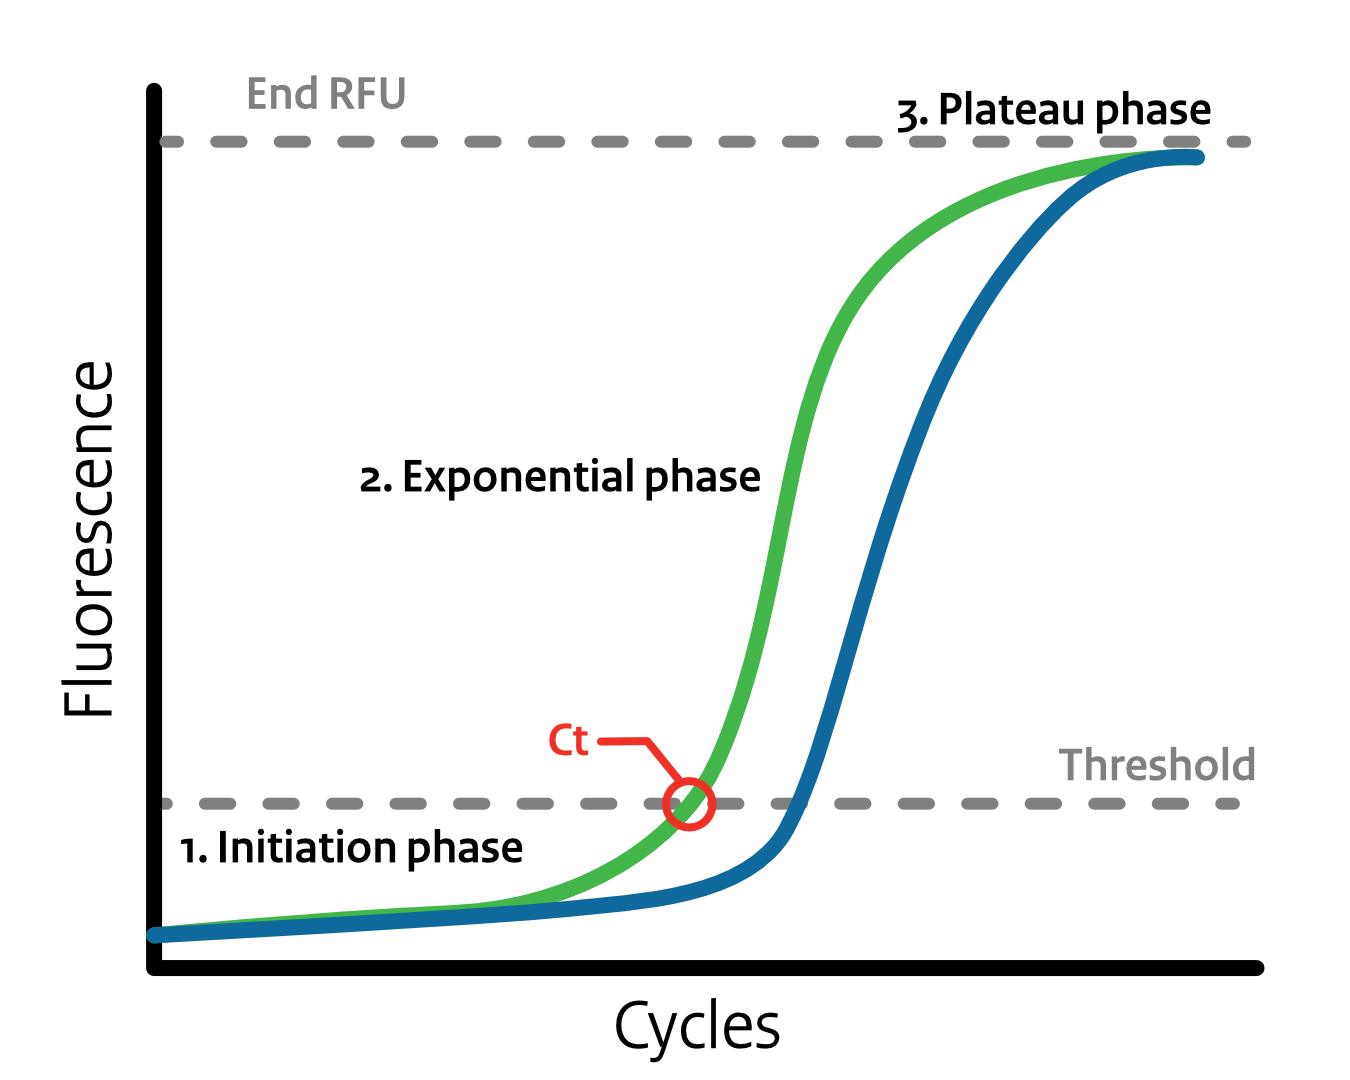 End RFU
3. Plateau phase
Fluorescence
2. Exponential phase
Ct
Threshold
1. Initiation phase
Cycles